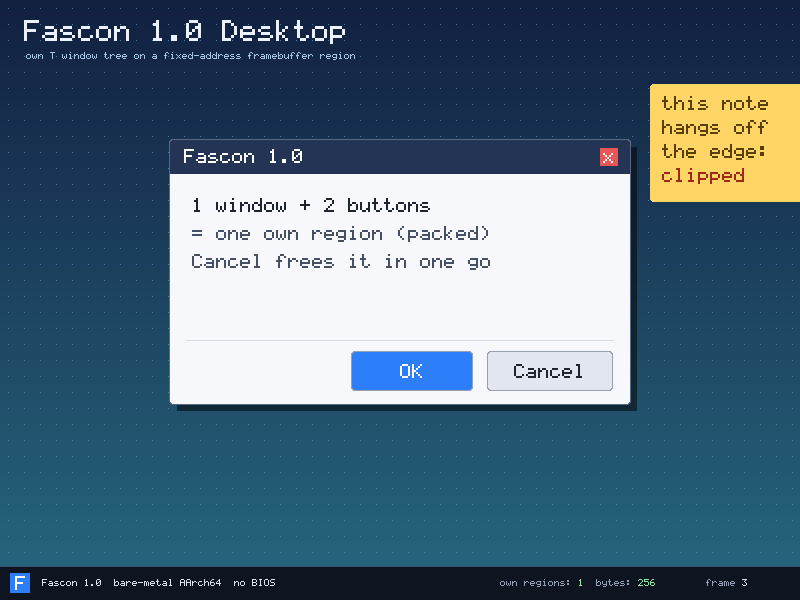 Fascon 1.0 Desktop
own T window tree on a fixed-address framebuffer region
this note
hangs off
the edge:
clipped
Fascon 1.0
x
1 window + 2 buttons
= one own region (packed)
Cancel frees it in one go
OK
Cancel
F
Fascon 1.0 bare-metal AArch64 no BIOS
own regions: 1 bytes: 256
frame 3